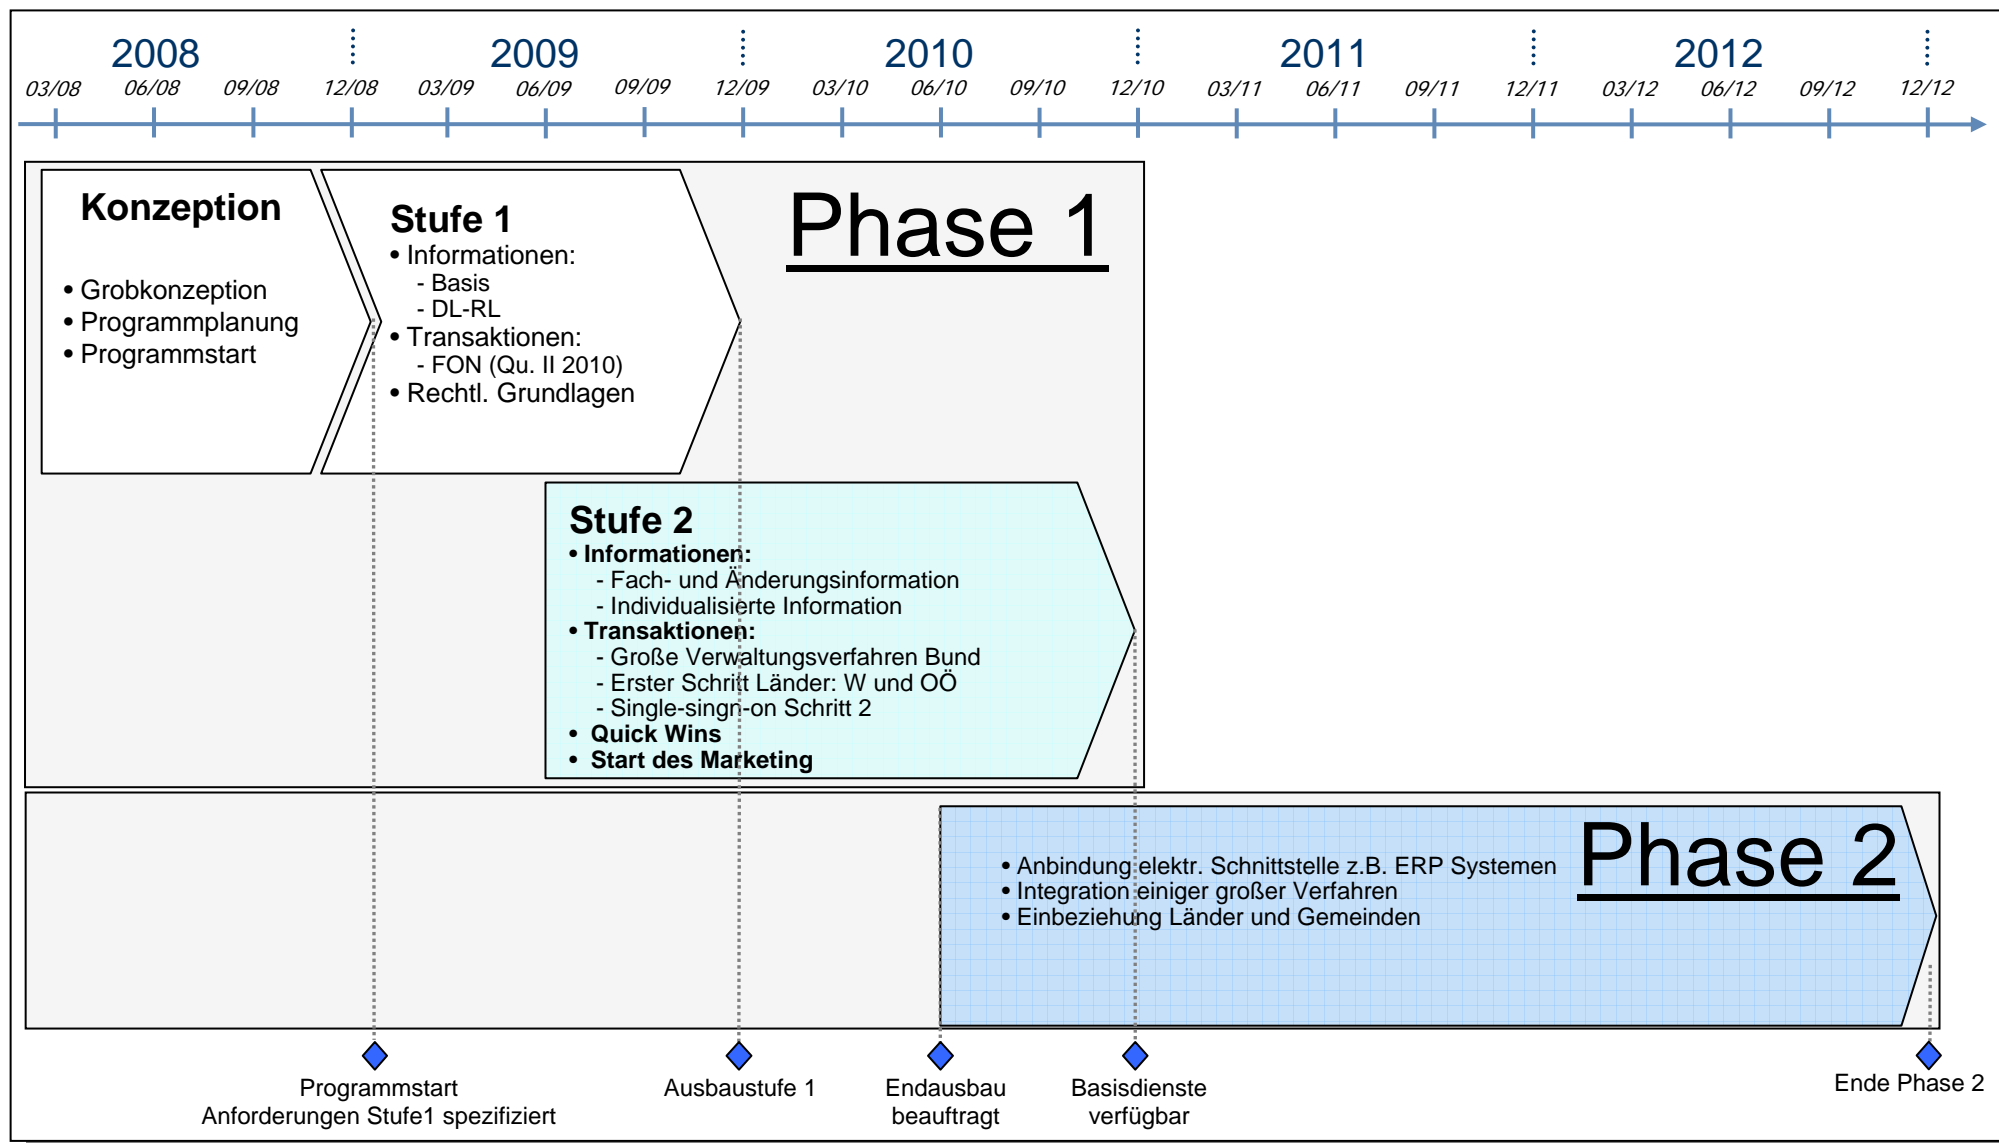 2008 2009 2010 2011 2012
03/08 06/08 09/08 12/08 03/09 06/09 09/09 12/09 03/10 06/10 09/10 12/10 03/11 06/11 09/11 12/11 03/12 06/12 09/12 12/12
Phase 1
Konzeption
• Grobkonzeption
• Programmplanung
• Programmstart
Stufe 1
• Informationen:
- Basis
- DL-RL
• Transaktionen:
- FON (Qu. II 2010)
• Rechtl. Grundlagen
Stufe 2
• Informationen:
- Fach- und Änderungsinformation
- Individualisierte Information
• Transaktionen:
- Große Verwaltungsverfahren Bund
- Erster Schritt Länder: W und OÖ
- Single-singn-on Schritt 2
• Quick Wins
• Start des Marketing
Phase 2
• Anbindung elektr. Schnittstelle z.B. ERP Systemen
• Integration einiger großer Verfahren
• Einbeziehung Länder und Gemeinden
Programmstart
Anforderungen Stufe1 spezifiziert
Ausbaustufe 1
Endausbau
beauftragt
Basisdienste
verfügbar
Ende Phase 2